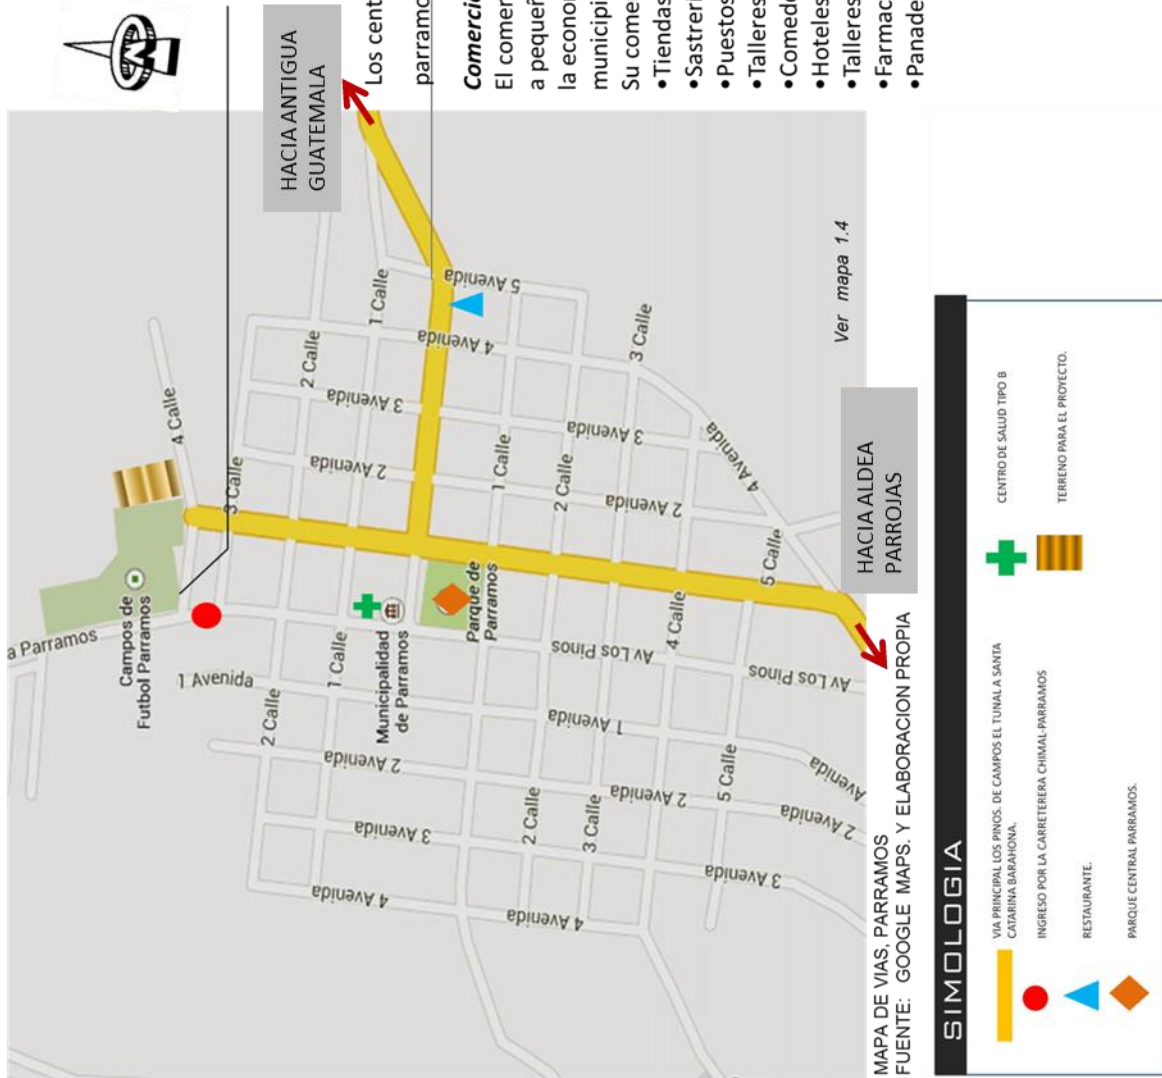 HACIA ANTIGUA
GUATEMALA
Los cent
parramo
Comerci
El comer
a pequeñ
la econom
municipi
Su come
•Tiendas
•Sastrerí
•Puestos
•Talleres
•Comedo
•Hoteles
•Talleres
•Farmac
•Panade
a Parramos
Campos de
Futbol Parramos
4 Calle
3 Calle
2 Calle
1 Calle
5 Avenida
4 Avenida
3 Avenida
2 Avenida
1 Calle
2 Calle
3 Calle
3 Avenida
2 Avenida
4 Avenida
5 Calle
1 Avenida
2 Calle
1 Calle
Municipalidad
de Parramos
Parque de
Parramos
Av Los Pinos
4 Calle
Av Los Pinos
1 Avenida
Avenida
2 Avenida
2 Avenida
5 Calle
2 Avenida
3 Avenida
2 Calle
3 Calle
3 Avenida
4 Avenida
4 Avenida
Ver mapa 1.4
HACIA ALDEA
PARROJAS
MAPA DE VIAS, PARRAMOS
FUENTE: GOOGLE MAPS. Y ELABORACION PROPIA
SIMOLOGIA
VIA PRINCIPAL LOS PINOS. DE CAMPOS EL TUNAL A SANTA
CATARINA BARAHONA.
INGRESO POR LA CARRETERERA CHIMAL-PARRAMOS
RESTAURANTE.
PARQUE CENTRAL PARRAMOS.
CENTRO DE SALUD TIPO B
TERRENO PARA EL PROYECTO.